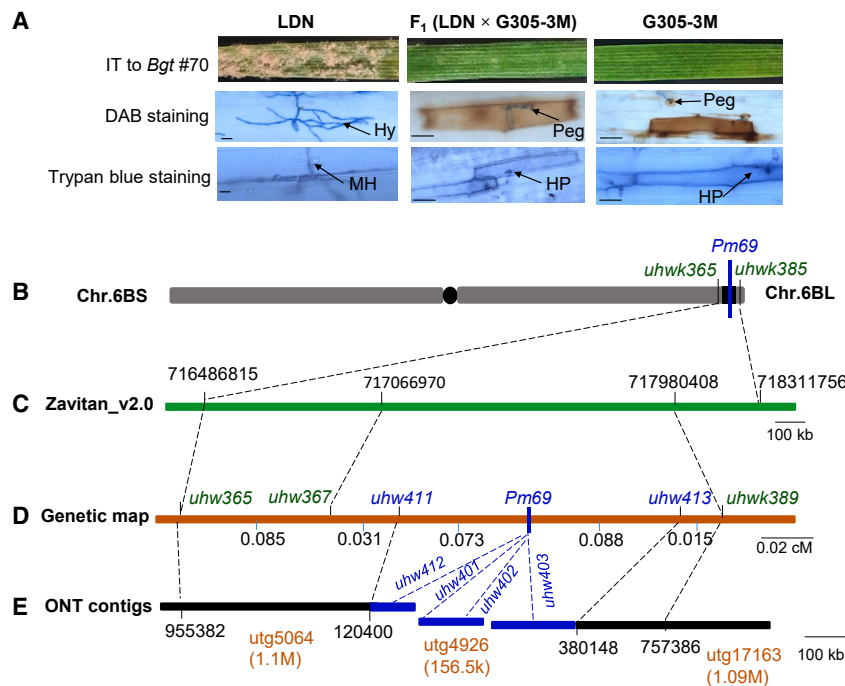 A
LDN
F1 (LDN × G305-3M)
G305-3M
IT to Bgt #70
DAB staining
Hy
Peg
Peg
Trypan blue staining
MH
HP
HP
Pm69
uhwk365
uhwk385
B
Chr.6BS
Chr.6BL
716486815
717066970
717980408
718311756
C
Zavitan_v2.0
100 kb
uhw365
uhw367
uhw411
Pm69
uhw413
uhwk389
D
Genetic map
0.085
0.031
0.073
0.088
0.015
0.02 cM
uhw412
uhw401
uhw402
uhw403
E
ONT contigs
955382
120400
380148
757386
100 kb
utg5064
(1.1M)
utg4926
(156.5k)
utg17163
(1.09M)